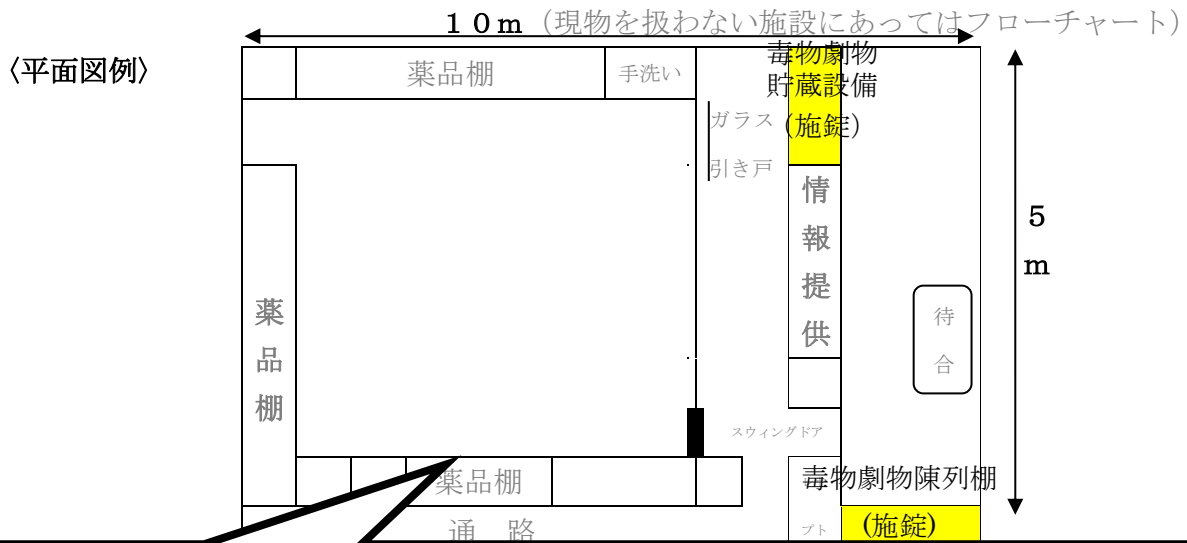 10m（現物を扱わない施設にあってはフローチャート）
〈平面図例〉
薬品棚
手洗い
毒物劇物
貯蔵設備
(施錠)
ガラス
引き戸
情報提供
5m
薬品棚
待合
スウィングドア
薬品棚
毒物劇物陳列棚
(施錠)
プト
通　路